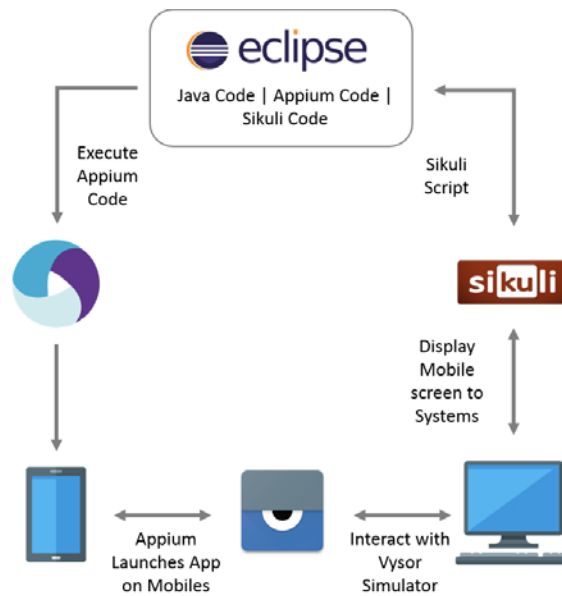 eclipse
Java Code | Appium Code |
Sikuli Code
Execute
Appium
Code
Sikuli
Script
sikuli
Display
Mobile
screen to
Systems
Appium
Launches App
on Mobiles
Interact with
Vysor
Simulator